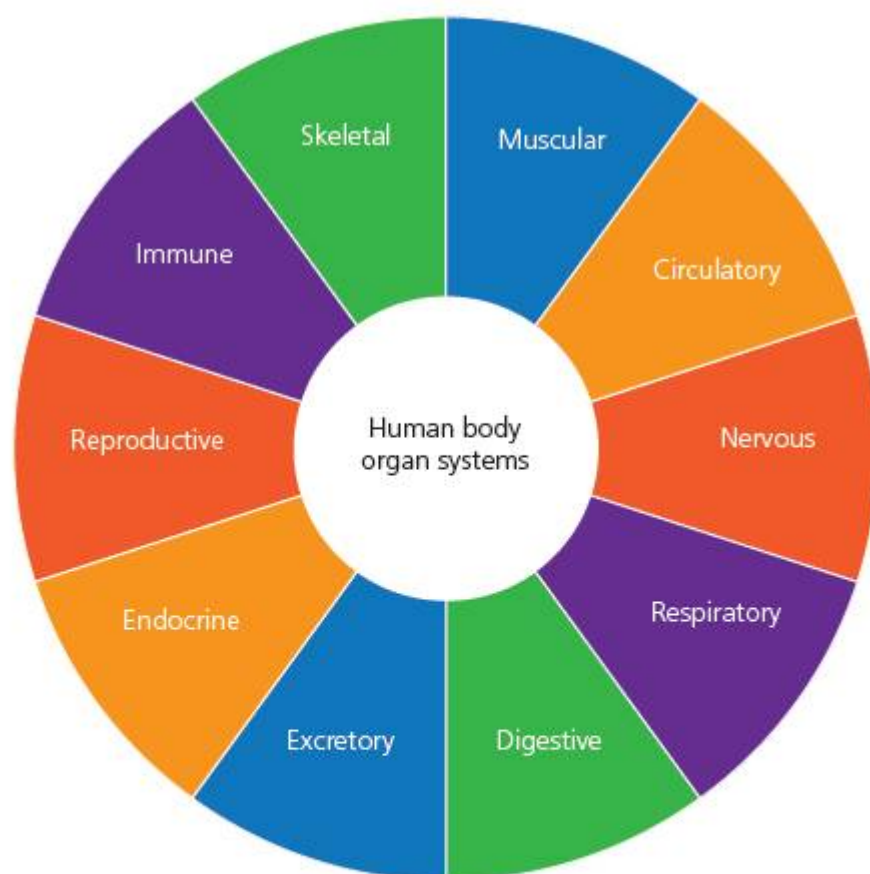 Skeletal
Muscular
Immune
Circulatory
Human body
organ systems
Reproductive
Nervous
Endocrine
Respiratory
Excretory
Digestive